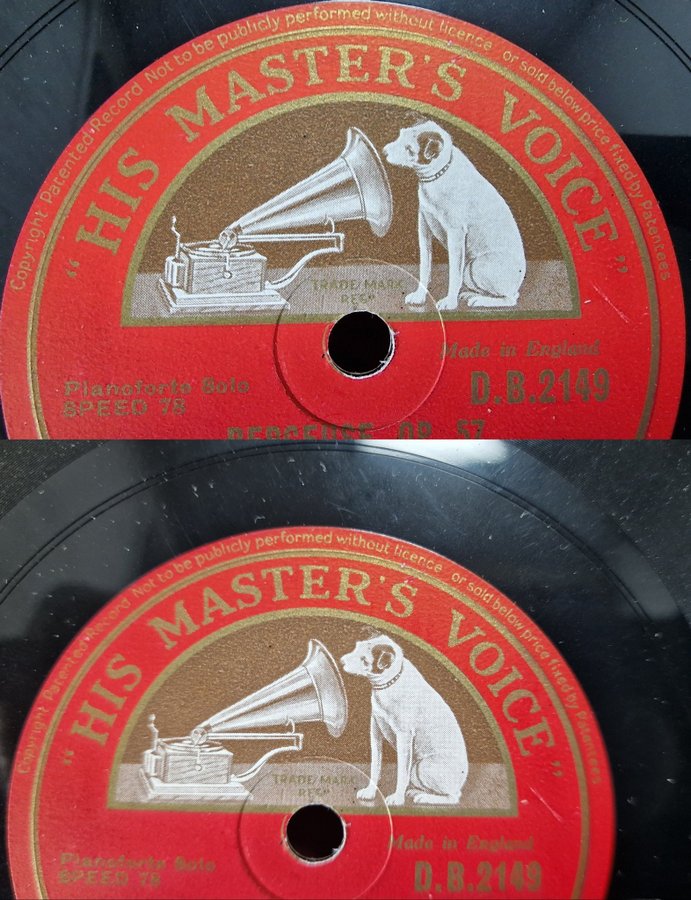 Copyright Patented Record Not to be publicly performed without licence or sold below price fixed by Patentees
"HIS MASTER'S VOICE"
TRADE MARK
REGD
Made in England
Pianoforte Solo
D.B.2149
SPEED 78
BERCEUSE OP. 57
Copyright Patented Record Not to be publicly performed without licence or sold below price fixed by Patentees
"HIS MASTER'S VOICE"
TRADE MARK
REGD
Made in England
Pianoforte Solo
D.B.2149
SPEED 78